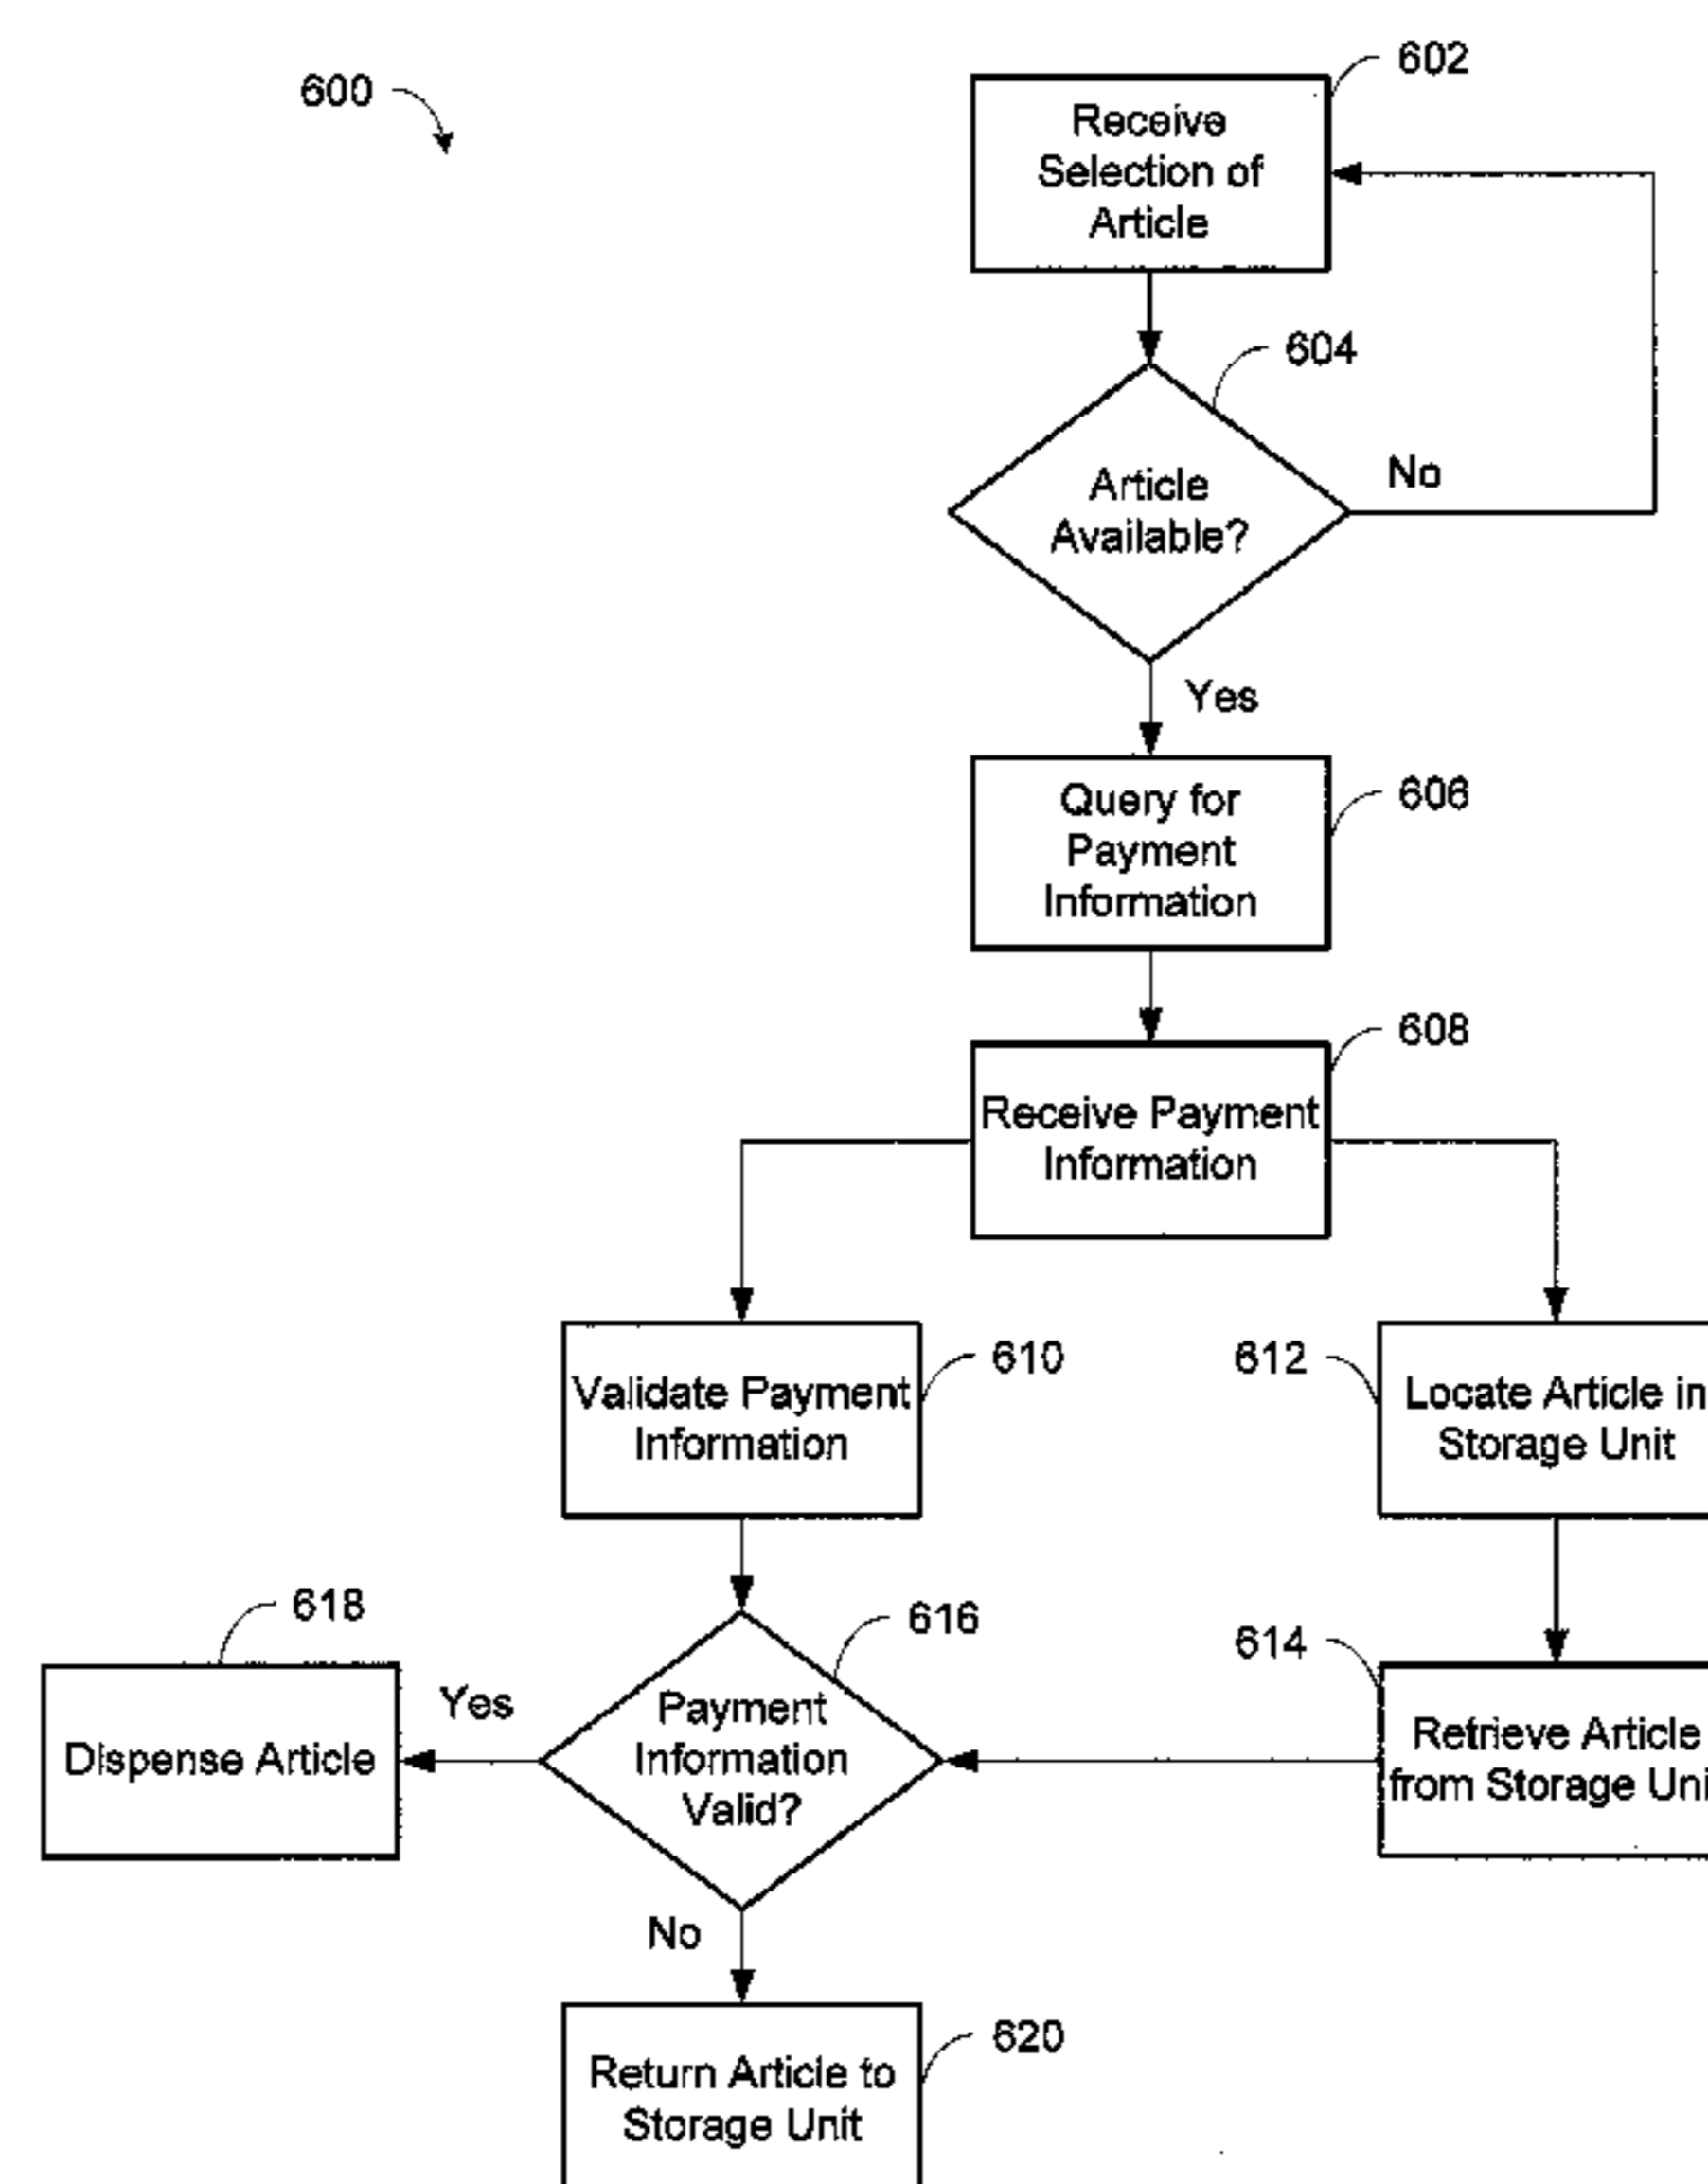 600
602
Receive
Selection of
Article
604
Article
Available?
No
Yes
606
Query for
Payment
Information
608
Receive Payment
Information
610
Validate Payment
Information
612
Locate Article in
Storage Unit
618
Dispense Article
Yes
616
Payment
Information
Valid?
614
Retrieve Article
from Storage
No
620
Return Article to
Storage Unit